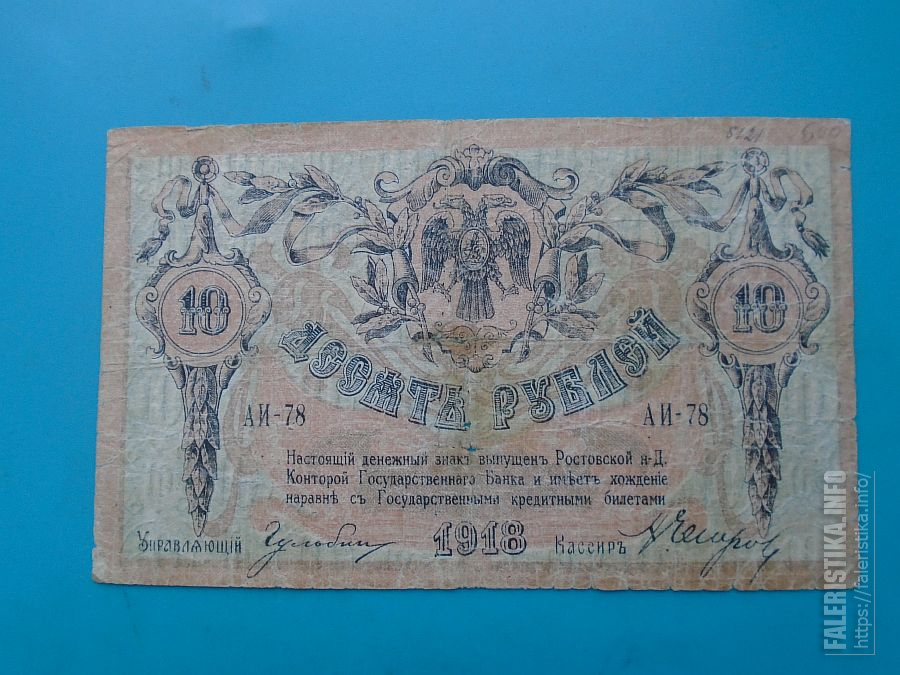 5121
10
10
ДЕСЯТЬ РУБЛЕЙ
АИ-78
АИ-78
Настоящій денежный знакъ выпущенъ Ростовской н-Д.
Конторой Государственнаго Банка и имѣетъ хожденіе
наравнѣ съ Государственными кредитными билетами
Управляющій
1918
Кассиръ
FALERISTIKA.INFO
https://faleristika.info/